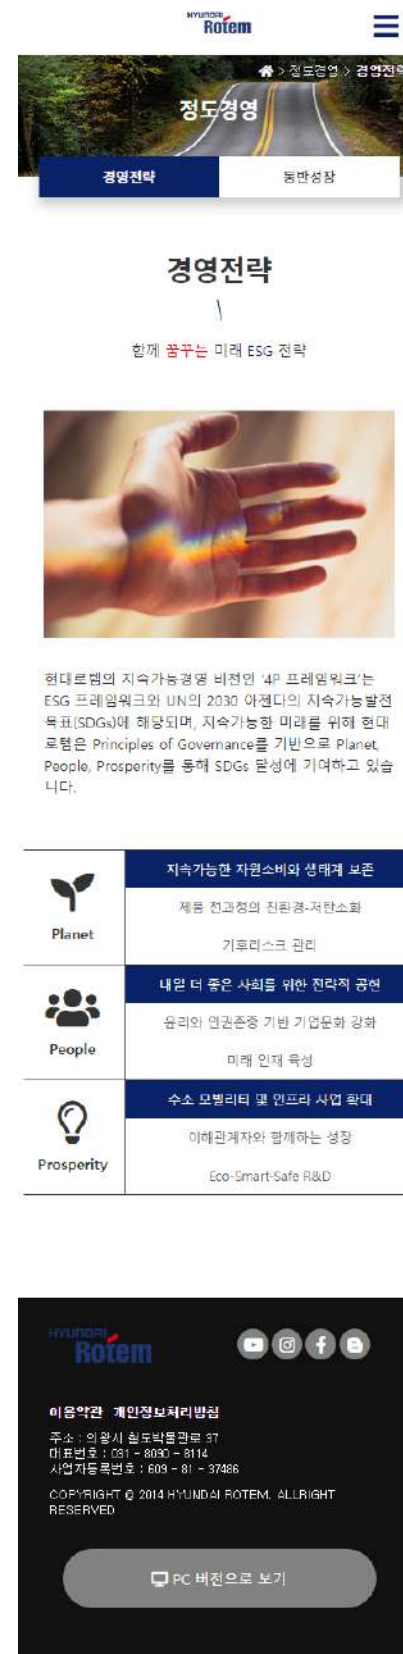 HYUNDAI
Rotem
> 정도경영 > 경영전략
정도경영
경영전략 동반성장
경영전략
함께 꿈꾸는 미래 ESG 전략
현대로템의 지속가능경영 비전인 '4P 프레임워크'는
ESG 프레임워크와 UN의 2030 아젠다의 지속가능발전
목표(SDGs)에 해당되며, 지속가능한 미래를 위해 현대
로템은 Principles of Governance를 기반으로 Planet,
People, Prosperity를 통해 SDGs 달성에 기여하고 있습
니다.
Planet
지속가능한 자원소비와 생태계 보존
제품 전과정의 친환경-저탄소화
기후리스크 관리
People
내일 더 좋은 사회를 위한 전략적 공헌
윤리와 인권존중 기반 기업문화 강화
미래 인재 육성
Prosperity
수소 모빌리티 및 인프라 사업 확대
이해관계자와 함께하는 성장
Eco-Smart-Safe R&D
HYUNDAI
Rotem
이용약관 개인정보처리방침
주소 : 의왕시 철도박물관로 37
대표번호 : 031 - 8090 - 8114
사업자등록번호 : 609 - 81 - 37486
COPYRIGHT © 2014 HYUNDAI ROTEM. ALLRIGHT
RESERVED
PC 버전으로 보기